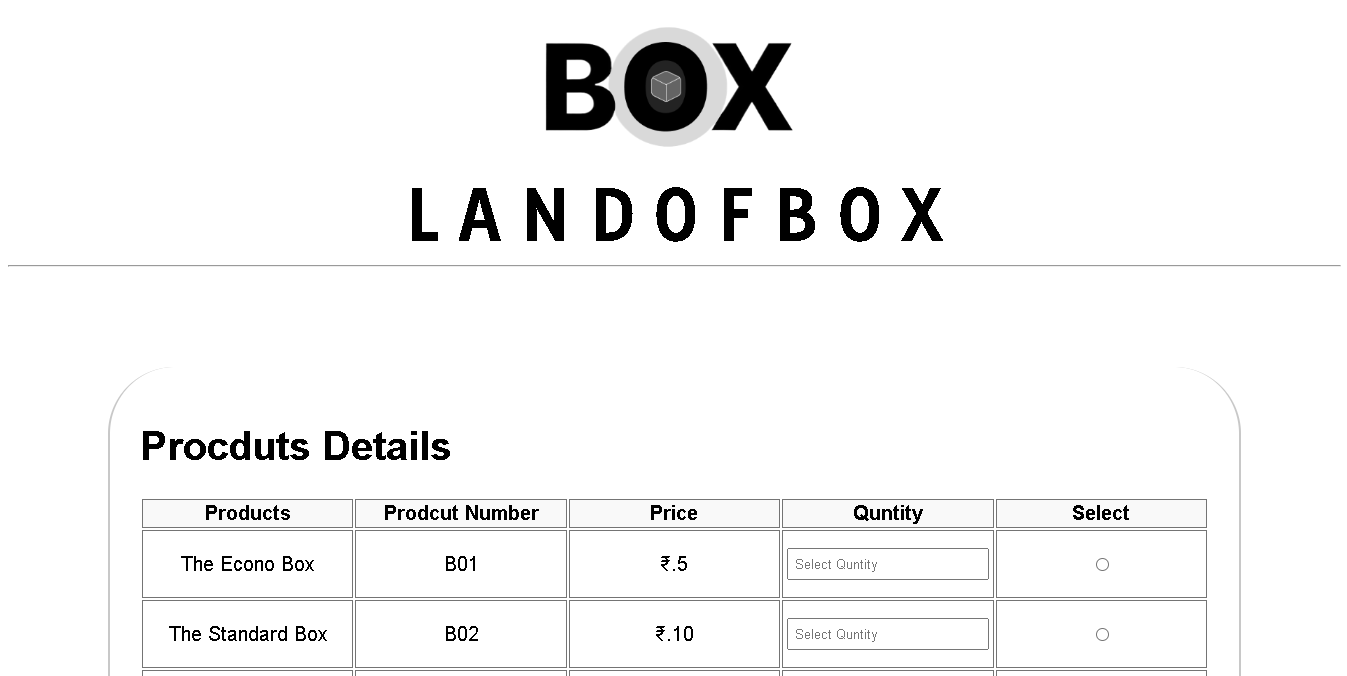 BOX
LANDOFBOX
Procduts Details
Products Prodcut Number Price Quntity Select
The Econo Box B01 ₹.5 Select Quntity
The Standard Box B02 ₹.10 Select Quntity